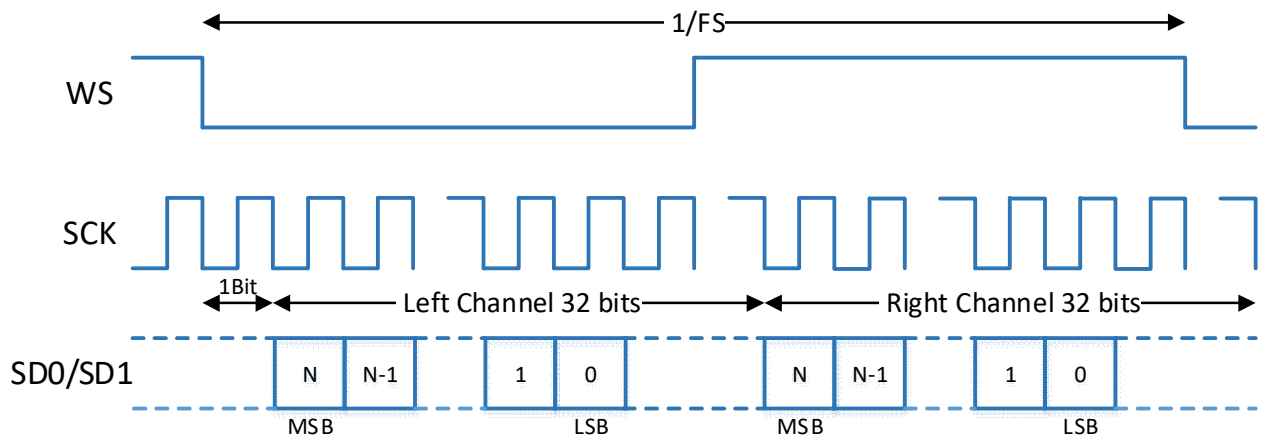 1/FS
WS
SCK
1Bit
Left Channel 32 bits
Right Channel 32 bits
SD0/SD1
N N-1 1 0 N N-1 1 0
MSB LSB MSB LSB